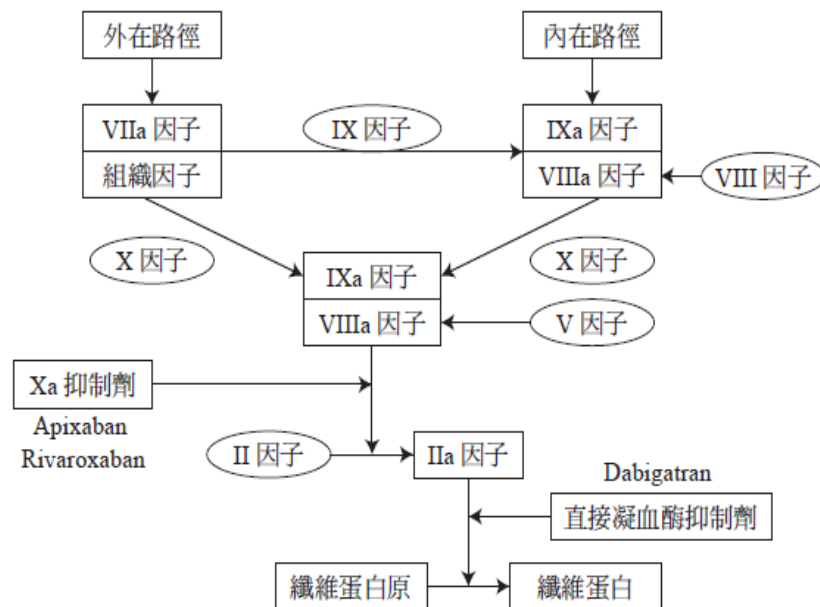 外在路徑
內在路徑
VIIa 因子
IX 因子
IXa 因子
組織因子
VIIIa 因子
VIII 因子
X 因子
IXa 因子
X 因子
VIIIa 因子
V 因子
Xa 抑制劑
Apixaban
Rivaroxaban
II 因子
IIa 因子
Dabigatran
直接凝血酶抑制劑
纖維蛋白原
纖維蛋白